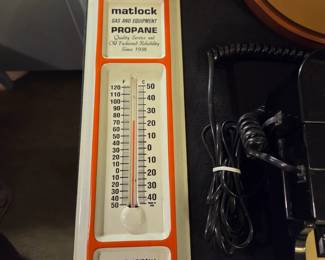 matlock
GAS AND EQUIPMENT
PROPANE
Quality Service and
Old Fashioned Reliability
Since 1938
F C
120 50
110
100 40
90 30
80
70 20
60
50 10
40
30 0
20
10 10
0 20
10
20 30
30
40 40
50